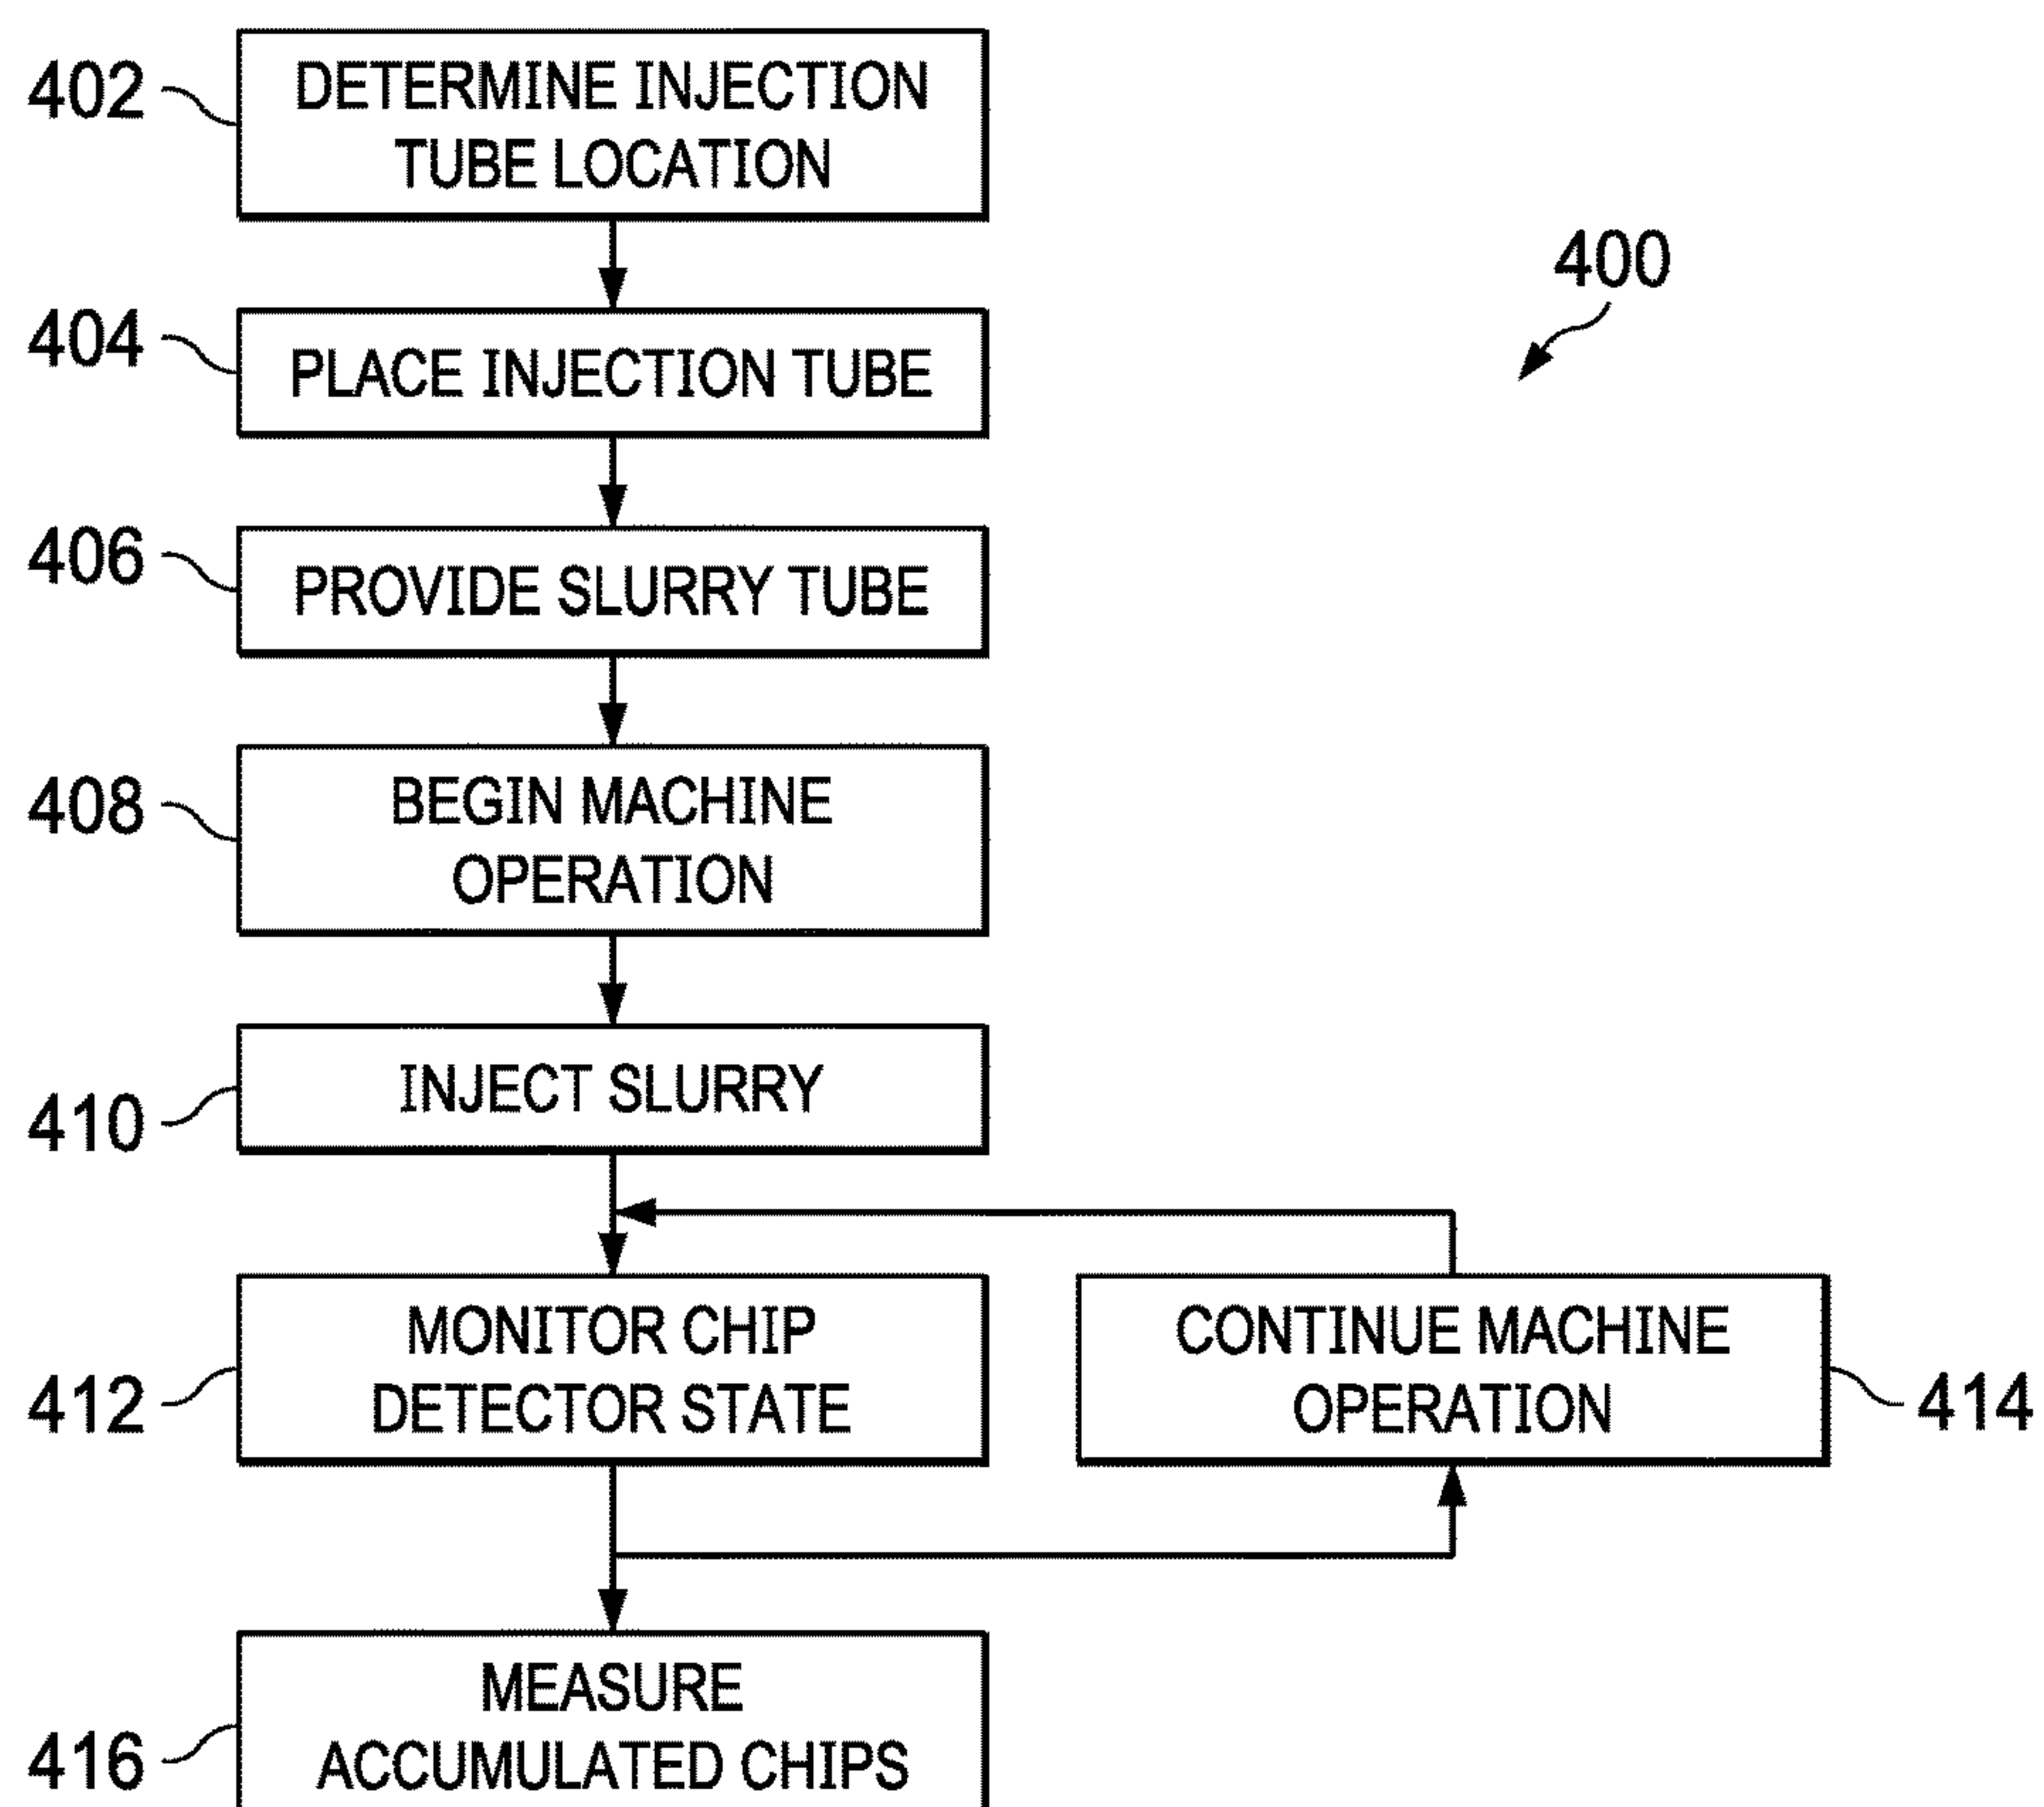 402
DETERMINE INJECTION
TUBE LOCATION
400
404
PLACE INJECTION TUBE
406
PROVIDE SLURRY TUBE
408
BEGIN MACHINE
OPERATION
410
INJECT SLURRY
412
MONITOR CHIP
DETECTOR STATE
CONTINUE MACHINE
OPERATION
414
416
MEASURE
ACCUMULATED CHIPS